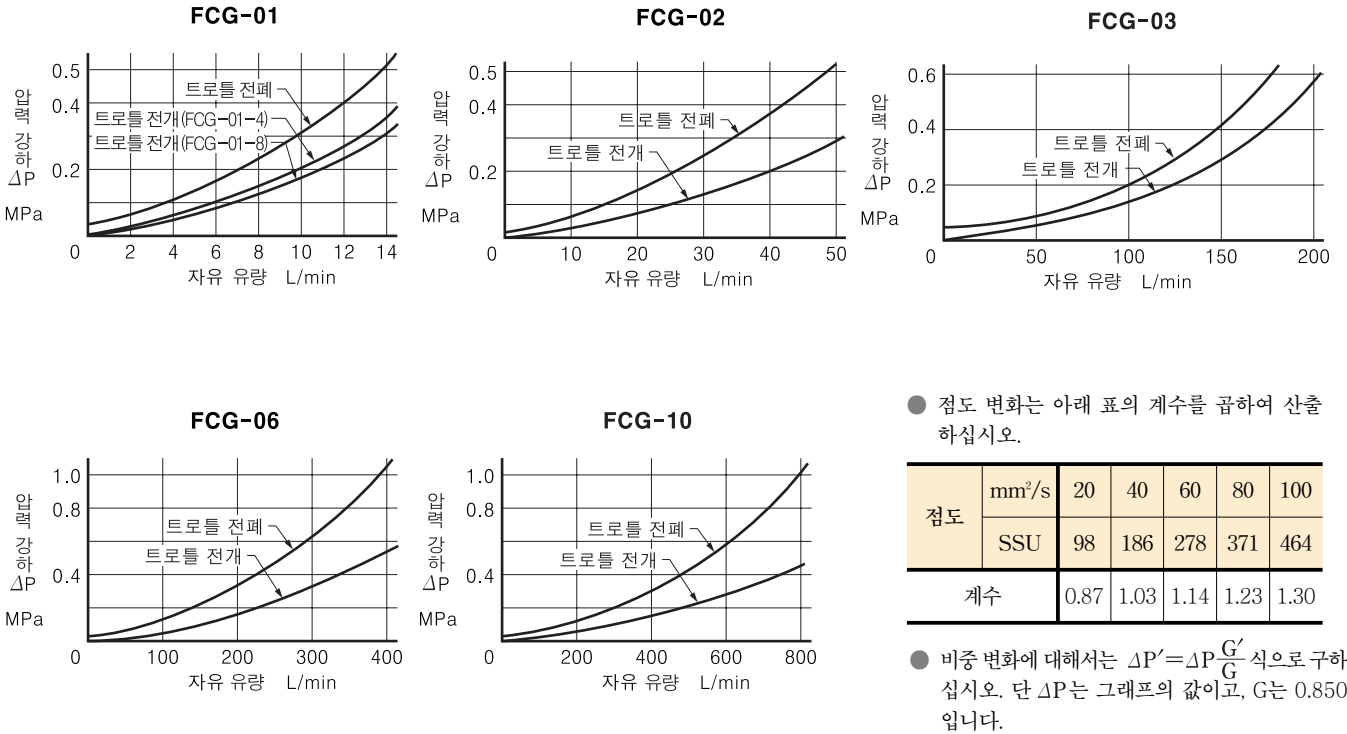 FCG-01
압력 강하 ΔP
MPa
0.5
0.4
0.2
0 2 4 6 8 10 12 14
트로틀 전폐
트로틀 전개(FCG-01-4)
트로틀 전개(FCG-01-8)
자유 유량 L/min
FCG-02
압력 강하 ΔP
MPa
0.5
0.4
0.2
0 10 20 30 40 50
트로틀 전폐
트로틀 전개
자유 유량 L/min
FCG-03
압력 강하 ΔP
MPa
0.6
0.4
0.2
0 50 100 150 200
트로틀 전폐
트로틀 전개
자유 유량 L/min
FCG-06
압력 강하 ΔP
MPa
1.0
0.8
0.4
0 100 200 300 400
트로틀 전폐
트로틀 전개
자유 유량 L/min
FCG-10
압력 강하 ΔP
MPa
1.0
0.8
0.4
0 200 400 600 800
트로틀 전폐
트로틀 전개
자유 유량 L/min
● 점도 변화는 아래 표의 계수를 곱하여 산출
하십시오.
점도 mm²/s 20 40 60 80 100
SSU 98 186 278 371 464
계수 0.87 1.03 1.14 1.23 1.30
● 비중 변화에 대해서는 ΔP′=ΔP G′/G 식으로 구하
십시오. 단 ΔP는 그래프의 값이고, G는 0.850
입니다.